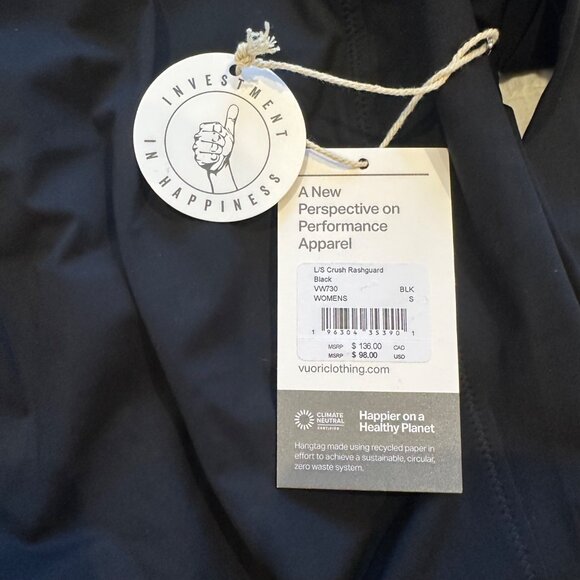 INVESTMENT
IN HAPPINESS
A New
Perspective on
Performance
Apparel
L/S Crush Rashguard
Black
VW730 BLK
WOMENS S
1 96304 35390 1
MSRP $ 136.00 CAD
MSRP $ 98.00 USD
vuoriclothing.com
CLIMATE
NEUTRAL
CERTIFIED
Happier on a
Healthy Planet
Hangtag made using recycled paper in
effort to achieve a sustainable, circular,
zero waste system.